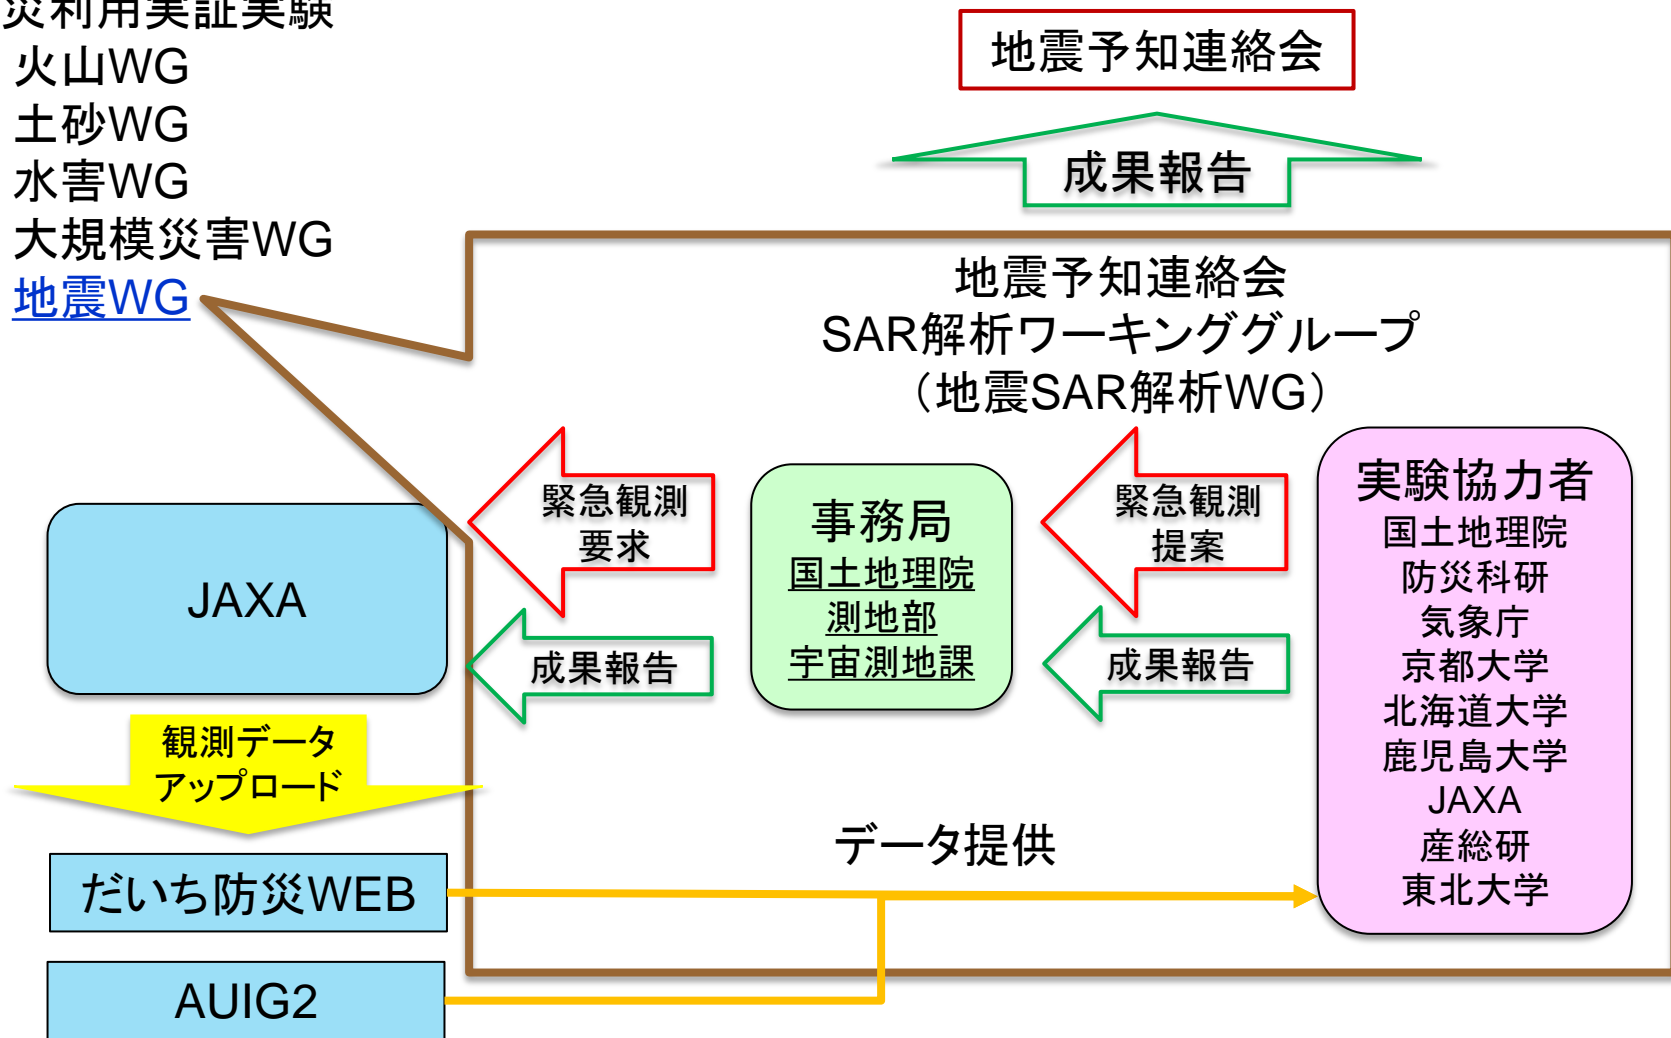 災利用実証実験
火山WG
土砂WG
水害WG
大規模災害WG
地震WG
地震予知連絡会
成果報告
地震予知連絡会
SAR解析ワーキンググループ
（地震SAR解析WG）
JAXA
緊急観測
要求
成果報告
事務局
国土地理院
測地部
宇宙測地課
緊急観測
提案
成果報告
実験協力者
国土地理院
防災科研
気象庁
京都大学
北海道大学
鹿児島大学
JAXA
産総研
東北大学
観測データ
アップロード
データ提供
だいち防災WEB
AUIG2